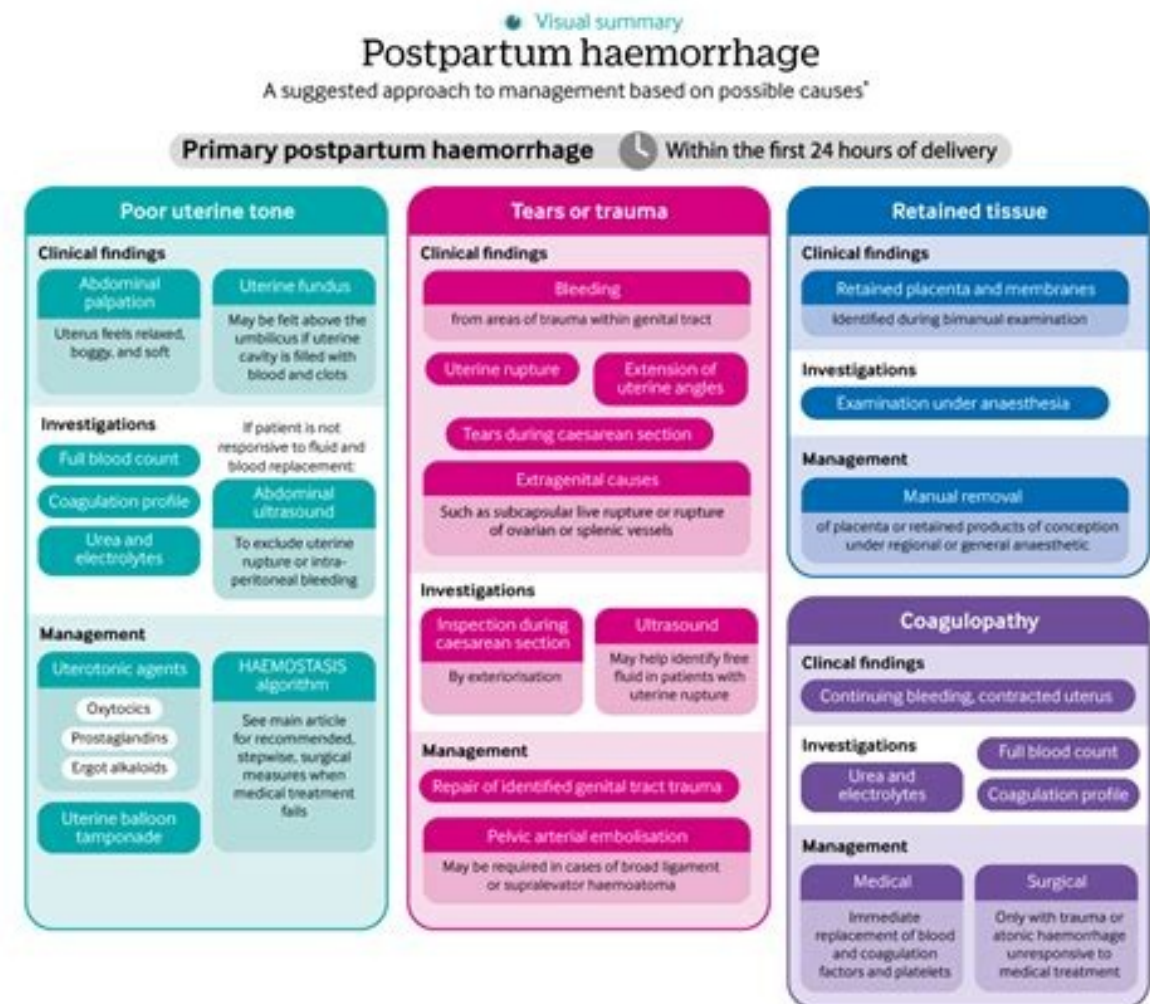 Visual summary
Postpartum haemorrhage
A suggested approach to management based on possible causes*
Primary postpartum haemorrhage
Within the first 24 hours of delivery
Poor uterine tone
Clinical findings
Abdominal
palpation
Uterus feels relaxed,
boggy, and soft
Uterine fundus
May be felt above the
umbilicus if uterine
cavity is filled with
blood and clots
Investigations
Full blood count
Coagulation profile
Urea and
electrolytes
If patient is not
responsive to fluid and
blood replacement:
Abdominal
ultrasound
To exclude uterine
rupture or intra-
peritoneal bleeding
Management
Uterotonic agents
Oxytocics
Prostaglandins
Ergot alkaloids
Uterine balloon
tamponade
HAEMOSTASIS
algorithm
See main article
for recommended,
stepwise, surgical
measures when
medical treatment
fails
Tears or trauma
Clinical findings
Bleeding
from areas of trauma within genital tract
Uterine rupture
Extension of
uterine angles
Tears during caesarean section
Extragenital causes
Such as subcapsular live rupture or rupture
of ovarian or splenic vessels
Investigations
Inspection during
caesarean section
By exteriorisation
Ultrasound
May help identify free
fluid in patients with
uterine rupture
Management
Repair of identified genital tract trauma
Pelvic arterial embolisation
May be required in cases of broad ligament
or supralevator haemoatoma
Retained tissue
Clinical findings
Retained placenta and membranes
Identified during bimanual examination
Investigations
Examination under anaesthesia
Management
Manual removal
of placenta or retained products of conception
under regional or general anaesthetic
Coagulopathy
Clincal findings
Continuing bleeding, contracted uterus
Investigations
Urea and
electrolytes
Full blood count
Coagulation profile
Management
Medical
Immediate
replacement of blood
and coagulation
factors and platelets
Surgical
Only with trauma or
atonic haemorrhage
unresponsive to
medical treatment